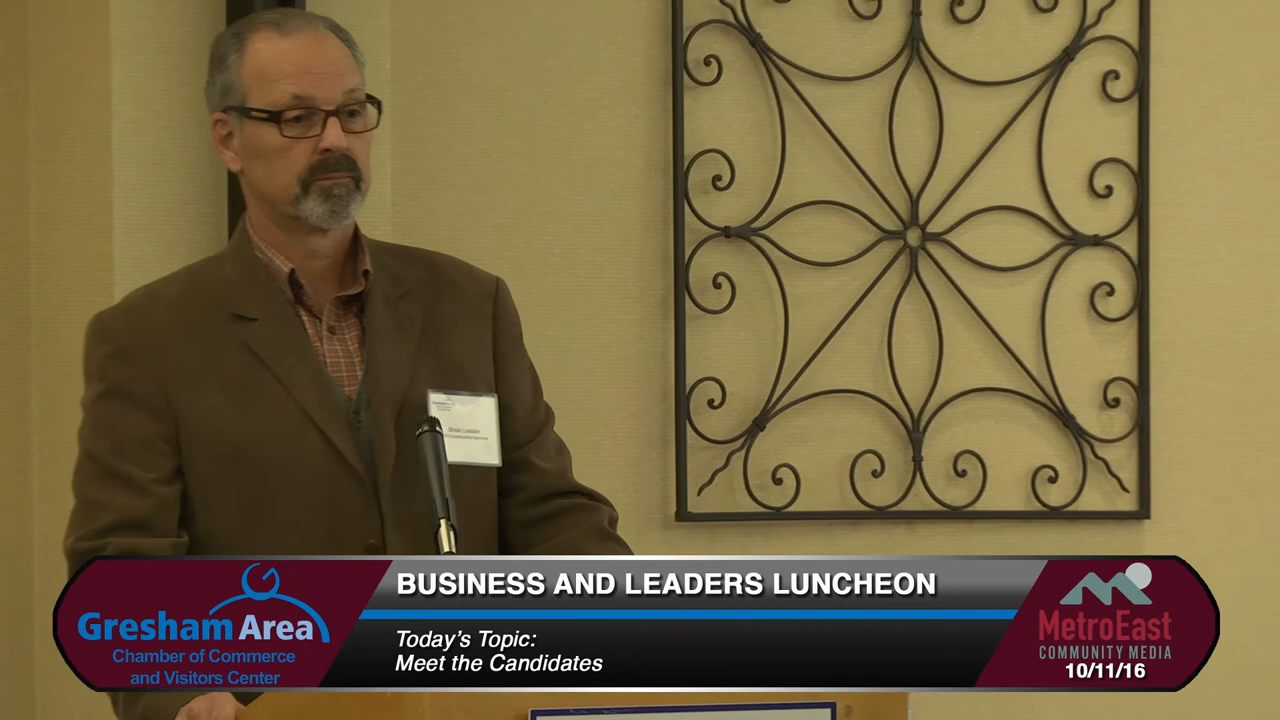 BUSINESS AND LEADERS LUNCHEON
Gresham Area
Chamber of Commerce
and Visitors Center
Today's Topic:
Meet the Candidates
MetroEast
COMMUNITY MEDIA
10/11/16